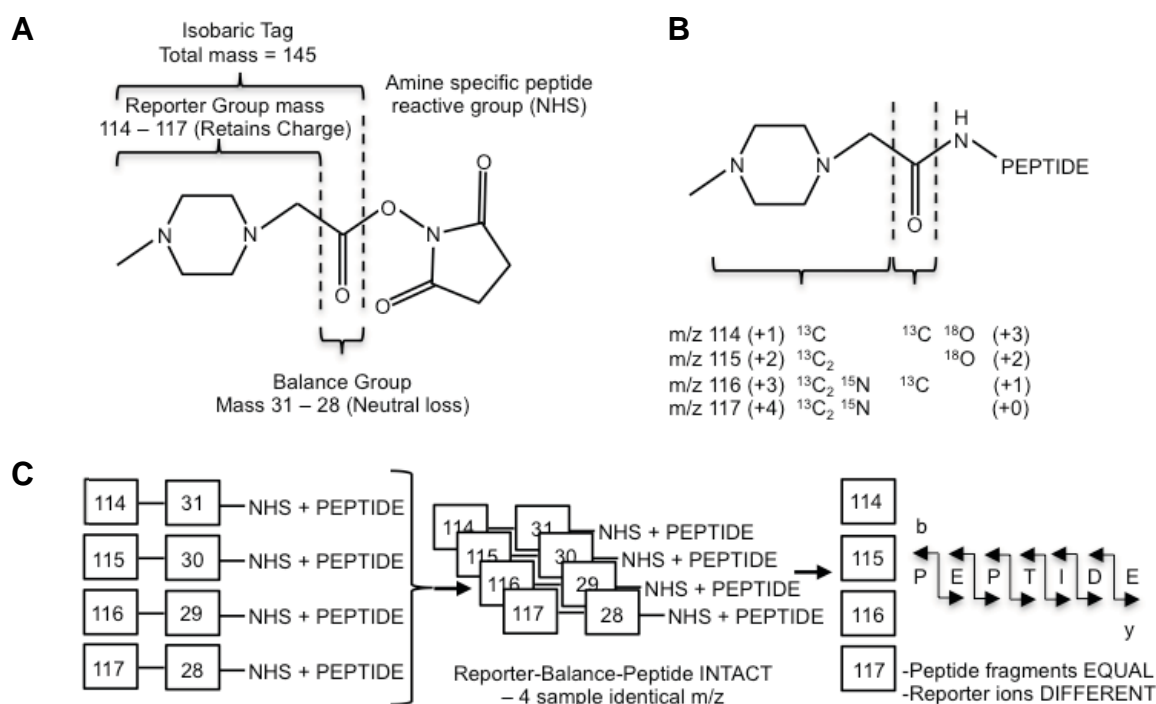 A
Isobaric Tag
Total mass = 145
Amine specific peptide
reactive group (NHS)
Reporter Group mass
114 – 117 (Retains Charge)
N
N
O
O
N
O
O
Balance Group
Mass 31 – 28 (Neutral loss)
B
N
N
H
N
PEPTIDE
O
m/z 114 (+1) ¹³C ¹³C ¹⁸O (+3)
m/z 115 (+2) ¹³C₂ ¹⁸O (+2)
m/z 116 (+3) ¹³C₂ ¹⁵N ¹³C (+1)
m/z 117 (+4) ¹³C₂ ¹⁵N (+0)
C
114 31 NHS + PEPTIDE
115 30 NHS + PEPTIDE
116 29 NHS + PEPTIDE
117 28 NHS + PEPTIDE
114 31 NHS + PEPTIDE
115 30 NHS + PEPTIDE
116 29 NHS + PEPTIDE
117 28 NHS + PEPTIDE
Reporter-Balance-Peptide INTACT
– 4 sample identical m/z
114
115
116
117
b
P E P T I D E
y
-Peptide fragments EQUAL
-Reporter ions DIFFERENT